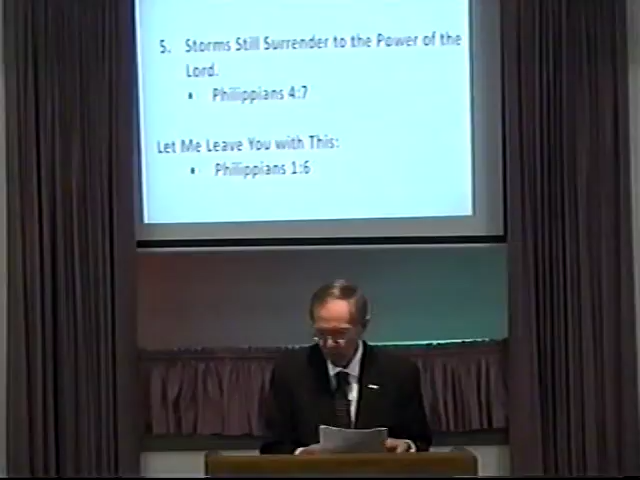 5. Storms Still Surrender to the Power of the
Lord.
• Philippians 4:7
Let Me Leave You with This:
• Philippians 1:6